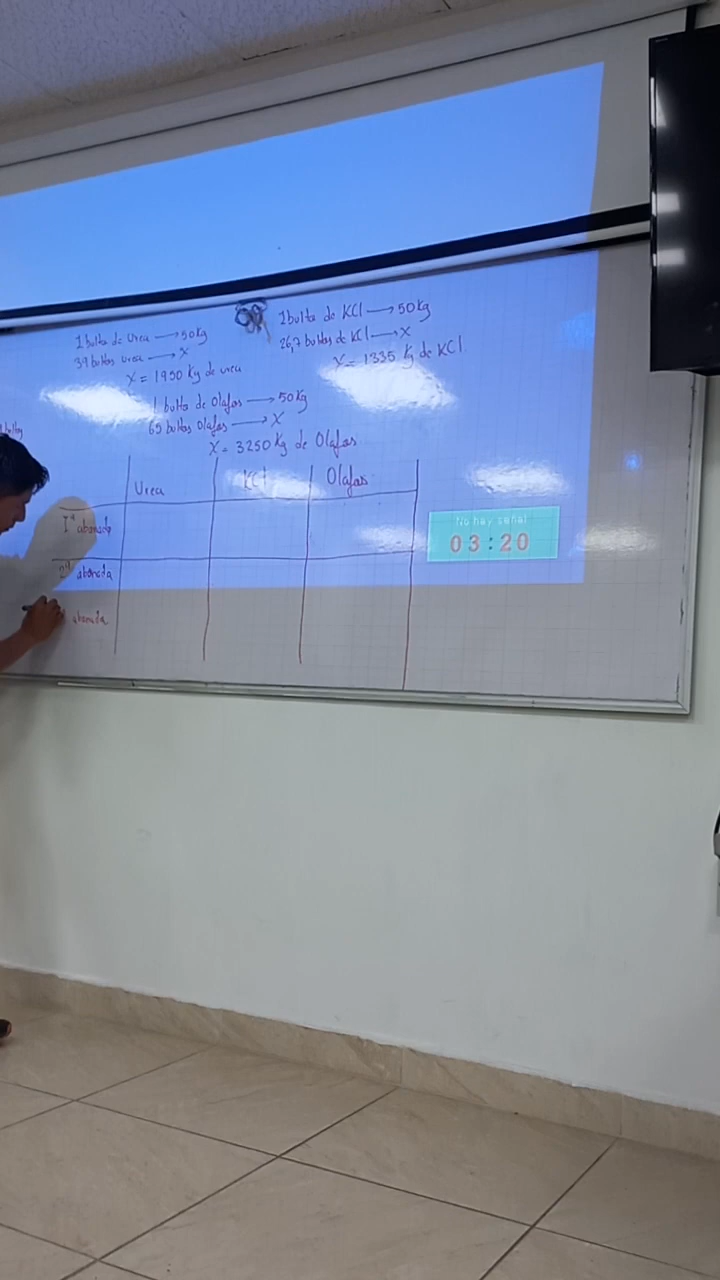 1 bulto de Urea → 50 Kg
39 bultos urea → X
X = 1950 Kg de urea
1 bulto de KCl → 50 Kg
26,7 bultos de KCl → X
X = 1335 Kg de KCl
1 bulto de Olafos → 50 Kg
65 bultos Olafos → X
X = 3250 Kg de Olafos
Urea KCl Olafos
1ª abonada
2ª abonada
abonada
No hay señal
03:20